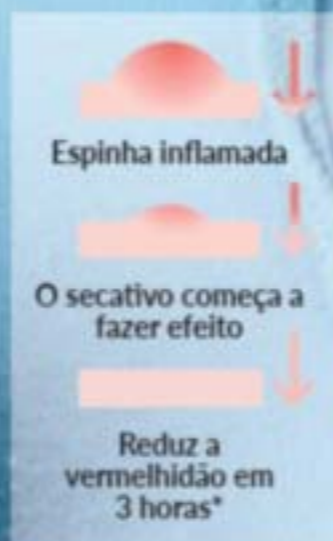 Espinha inflamada
O secativo começa a
fazer efeito
Reduz a
vermelhidão em
3 horas*